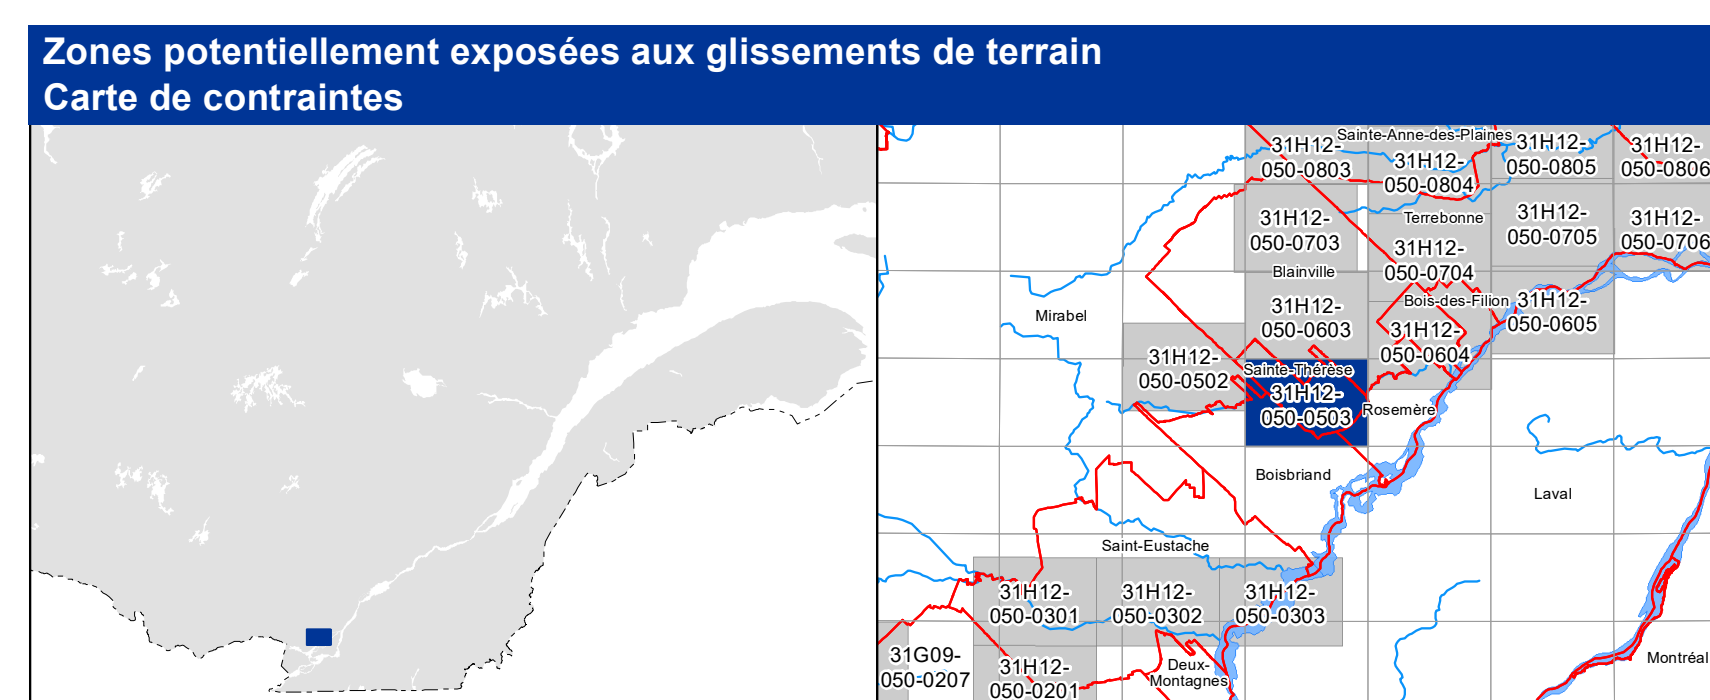 Zones potentiellement exposées aux glissements de terrain
Carte de contraintes
Sainte-Anne-des-Plaines
31H12-
050-0803
31H12-
050-0804
31H12-
050-0805
31H12-
050-0806
31H12-
050-0703
Terrebonne
31H12-
050-0704
31H12-
050-0705
31H12-
050-0706
Blainville
Mirabel
31H12-
050-0603
Bois-des-Filion
31H12-
050-0604
31H12-
050-0605
31H12-
050-0502
Sainte-Thérèse
31H12-
050-0503
Rosemère
Boisbriand
Laval
Saint-Eustache
31H12-
050-0301
31H12-
050-0302
31H12-
050-0303
31G09-
050-0207
31H12-
050-0201
Deux-
Montagnes
Montréal